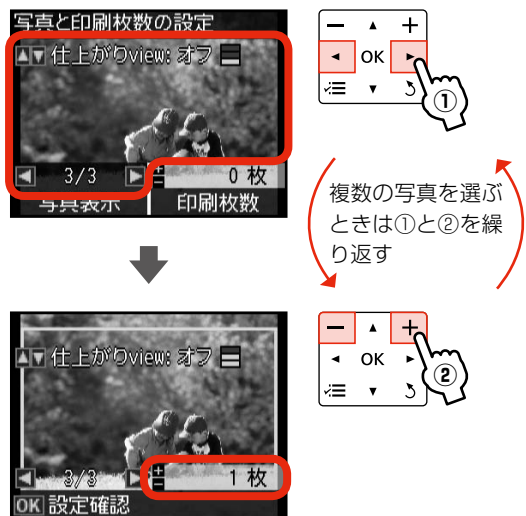 写真と印刷枚数の設定
▲▼ 仕上がりview: オフ
◀ 3/3 ▶ ± 0 枚
写真表示 印刷枚数
− ▲ +
◀ OK ▶
▼
①
複数の写真を選ぶ
ときは①と②を繰
り返す
▲▼ 仕上がりview: オフ
◀ 3/3 ▶ ± 1 枚
OK 設定確認
− ▲ +
◀ OK ▶
▼
②